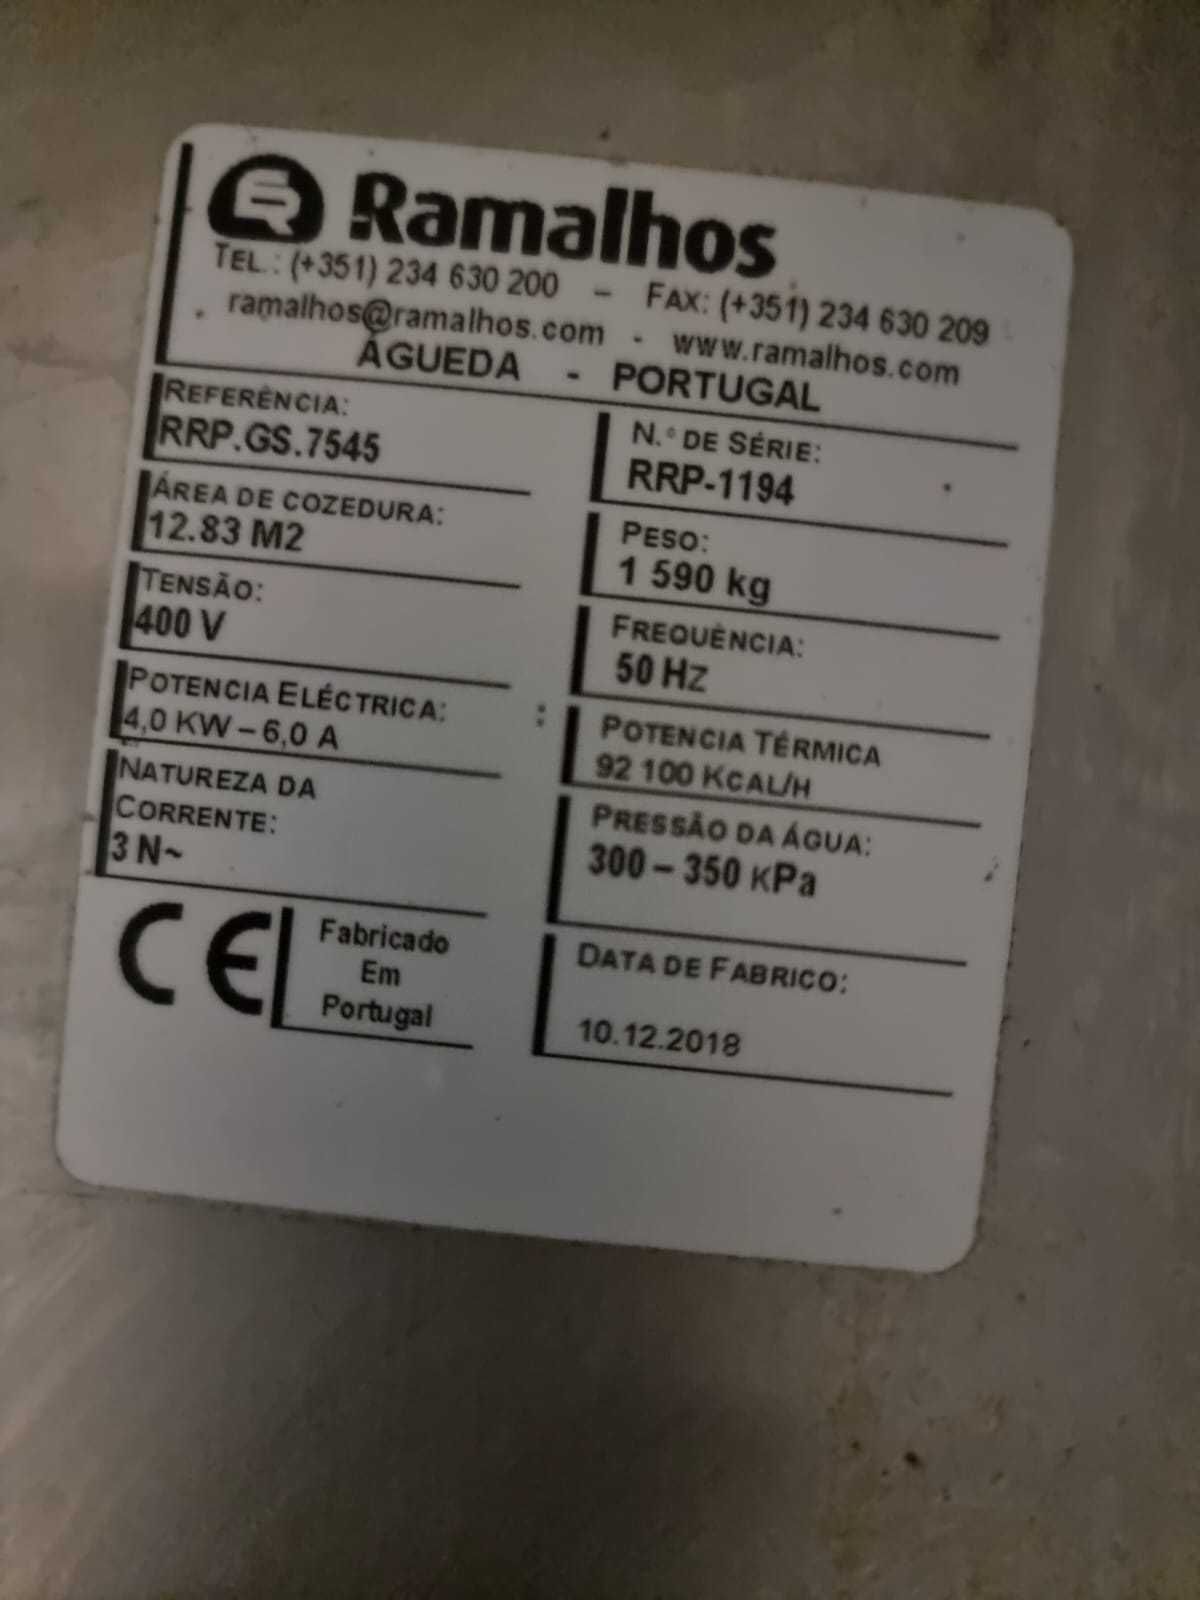 Ramalhos
TEL.: (+351) 234 630 200 – FAX: (+351) 234 630 209
ramalhos@ramalhos.com - www.ramalhos.com
ÁGUEDA - PORTUGAL
REFERÊNCIA:
RRP.GS.7545
N.º DE SÉRIE:
RRP-1194
ÁREA DE COZEDURA:
12.83 M2
PESO:
1 590 kg
TENSÃO:
400 V
FREQUÊNCIA:
50 HZ
POTENCIA ELÉCTRICA: :
4,0 KW – 6,0 A
POTENCIA TÉRMICA
92 100 KCAL/H
NATUREZA DA
CORRENTE:
3 N~
PRESSÃO DA ÁGUA:
300 – 350 KPa
CE
Fabricado
Em
Portugal
DATA DE FABRICO:
10.12.2018